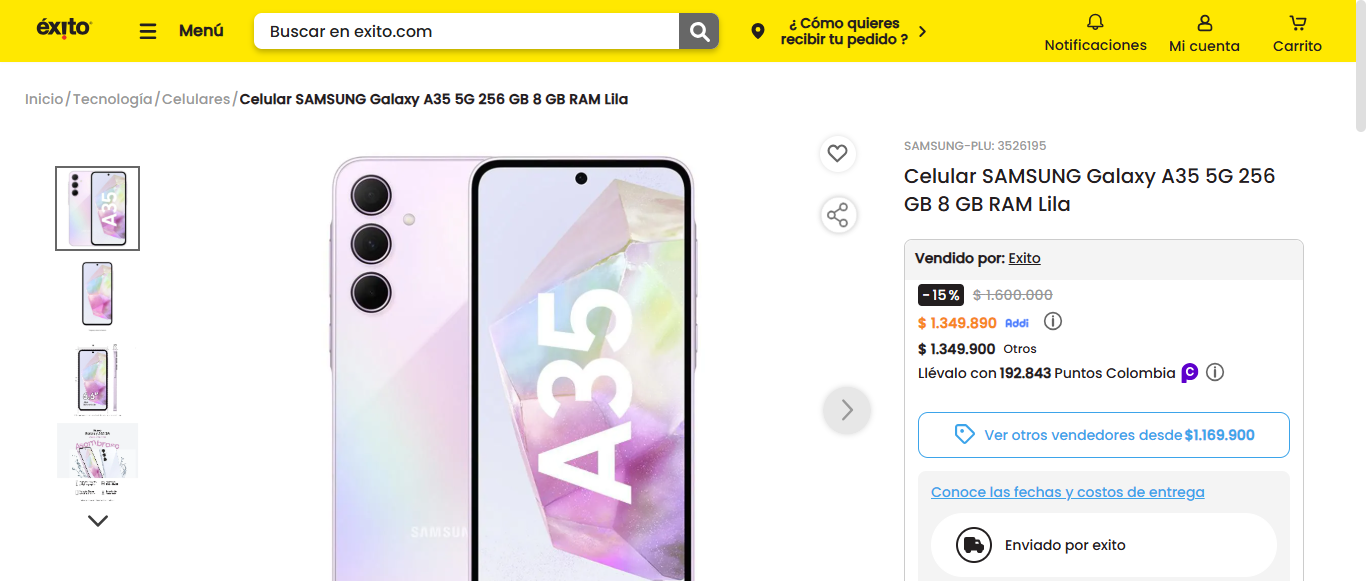 éxito
Menú
Buscar en exito.com
¿ Cómo quieres
recibir tu pedido ?
Notificaciones
Mi cuenta
Carrito
Inicio/Tecnología/Celulares/Celular SAMSUNG Galaxy A35 5G 256 GB 8 GB RAM Lila
A35
A35
SAMSUNG
SAMSUNG-PLU: 3526195
Celular SAMSUNG Galaxy A35 5G 256
GB 8 GB RAM Lila
Vendido por: Exito
-15% $ 1.600.000
$ 1.349.890 Addi
$ 1.349.900 Otros
Llévalo con 192.843 Puntos Colombia
Ver otros vendedores desde $1.169.900
Conoce las fechas y costos de entrega
Enviado por exito